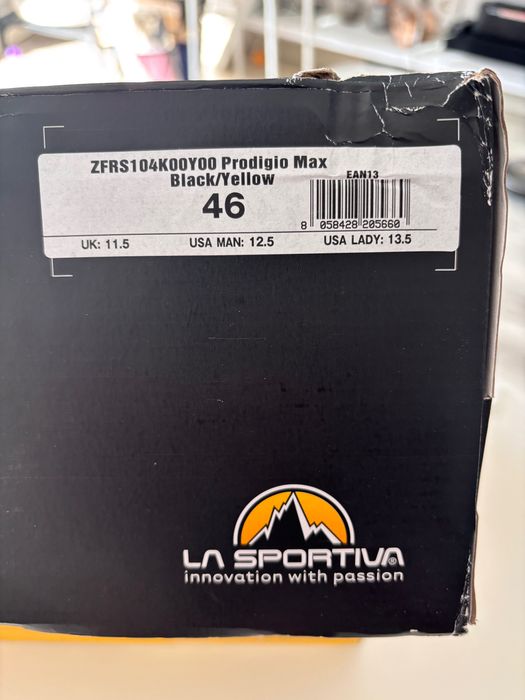 ZFRS104K00Y00 Prodigio Max
Black/Yellow
46
EAN13
8 058428 205660
UK: 11.5 USA MAN: 12.5 USA LADY: 13.5
LA SPORTIVA®
innovation with passion